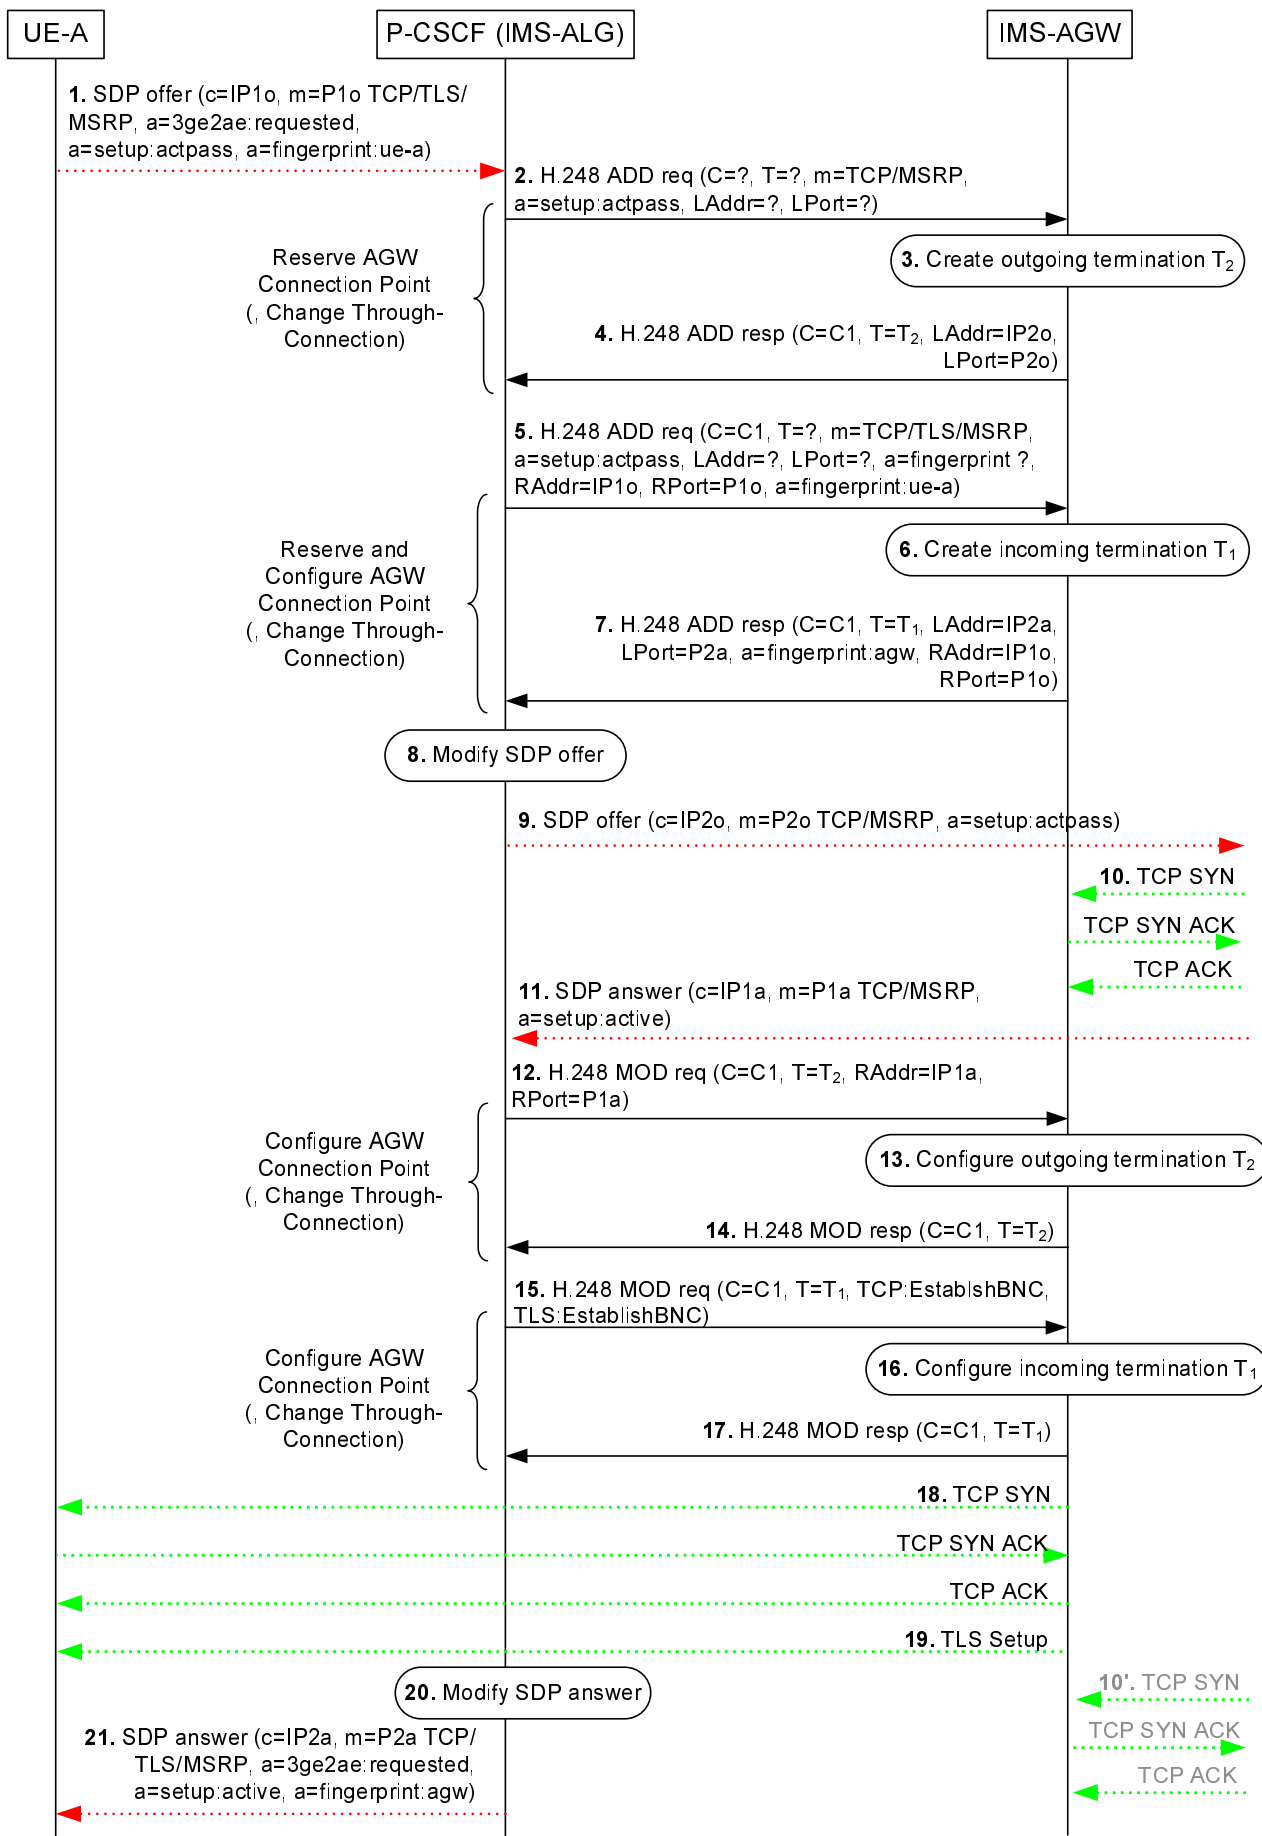 UE-A
P-CSCF (IMS-ALG)
IMS-AGW
1. SDP offer (c=IP1o, m=P1o TCP/TLS/
MSRP, a=3ge2ae:requested,
a=setup:actpass, a=fingerprint:ue-a)
2. H.248 ADD req (C=?, T=?, m=TCP/MSRP,
a=setup:actpass, LAddr=?, LPort=?)
Reserve AGW
Connection Point
(, Change Through-
Connection)
3. Create outgoing termination T2
4. H.248 ADD resp (C=C1, T=T2, LAddr=IP2o,
LPort=P2o)
5. H.248 ADD req (C=C1, T=?, m=TCP/TLS/MSRP,
a=setup:actpass, LAddr=?, LPort=?, a=fingerprint ?,
RAddr=IP1o, RPort=P1o, a=fingerprint:ue-a)
Reserve and
Configure AGW
Connection Point
(, Change Through-
Connection)
6. Create incoming termination T1
7. H.248 ADD resp (C=C1, T=T1, LAddr=IP2a,
LPort=P2a, a=fingerprint:agw, RAddr=IP1o,
RPort=P1o)
8. Modify SDP offer
9. SDP offer (c=IP2o, m=P2o TCP/MSRP, a=setup:actpass)
10. TCP SYN
TCP SYN ACK
TCP ACK
11. SDP answer (c=IP1a, m=P1a TCP/MSRP,
a=setup:active)
12. H.248 MOD req (C=C1, T=T2, RAddr=IP1a,
RPort=P1a)
Configure AGW
Connection Point
(, Change Through-
Connection)
13. Configure outgoing termination T2
14. H.248 MOD resp (C=C1, T=T2)
15. H.248 MOD req (C=C1, T=T1, TCP:EstablshBNC,
TLS:EstablishBNC)
Configure AGW
Connection Point
(, Change Through-
Connection)
16. Configure incoming termination T1
17. H.248 MOD resp (C=C1, T=T1)
18. TCP SYN
TCP SYN ACK
TCP ACK
19. TLS Setup
20. Modify SDP answer
10'. TCP SYN
TCP SYN ACK
TCP ACK
21. SDP answer (c=IP2a, m=P2a TCP/
TLS/MSRP, a=3ge2ae:requested,
a=setup:active, a=fingerprint:agw)